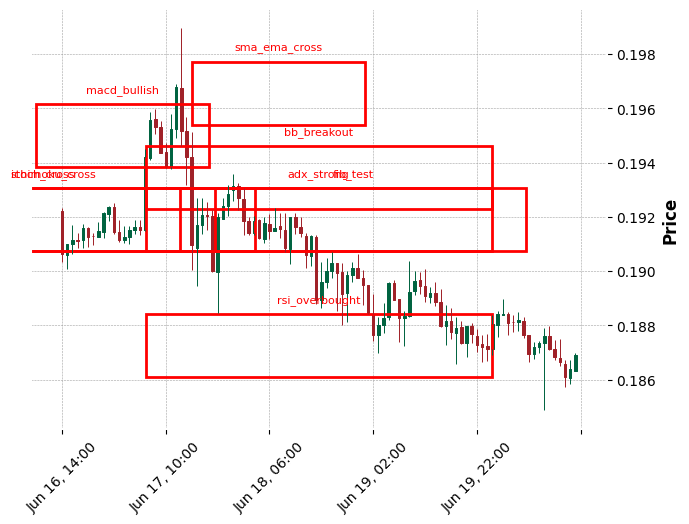 sma_ema_cross
macd_bullish
bb_breakout
adx_strong
fib_test
rsi_overbought
0.198
0.196
0.194
0.192
0.190
0.188
0.186
Price
Jun 16, 14:00
Jun 17, 10:00
Jun 18, 06:00
Jun 19, 02:00
Jun 19, 22:00